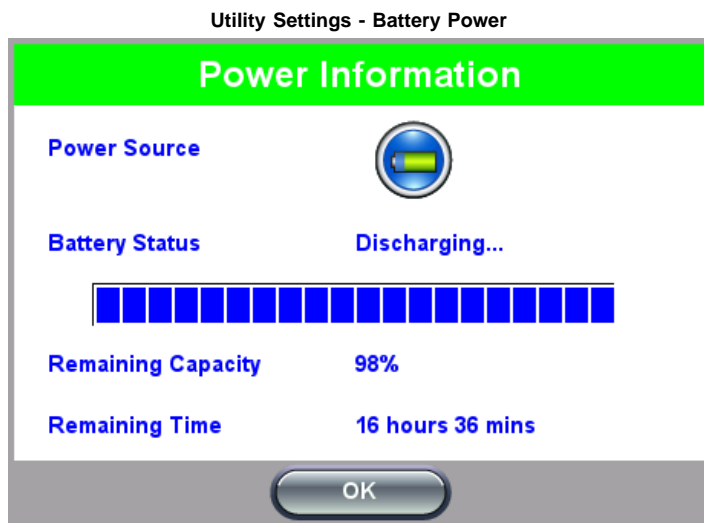 Utility Settings - Battery Power
Power Information
Power Source
Battery Status Discharging...
Remaining Capacity 98%
Remaining Time 16 hours 36 mins
OK